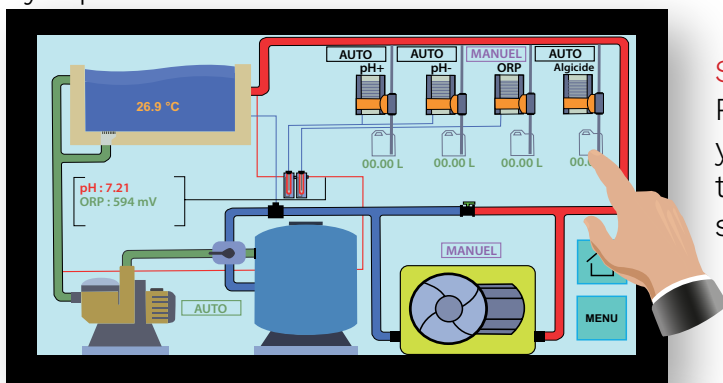 AUTO AUTO MANUEL AUTO
pH+ pH- ORP Algicide
26.9 °C
00.00 L 00.00 L 00.00 L
pH : 7.21
ORP : 594 mV
MANUEL
AUTO
MENU